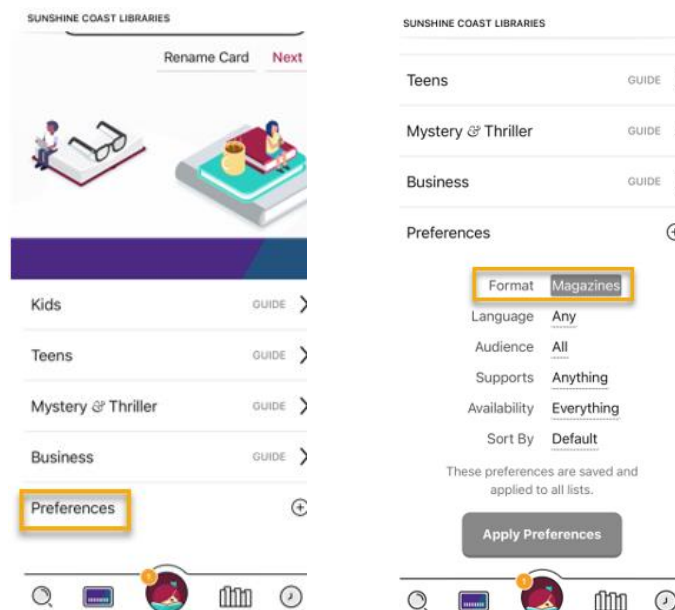 SUNSHINE COAST LIBRARIES
Rename Card Next
Kids GUIDE
Teens GUIDE
Mystery & Thriller GUIDE
Business GUIDE
Preferences
1
SUNSHINE COAST LIBRARIES
Teens GUIDE
Mystery & Thriller GUIDE
Business GUIDE
Preferences
Format Magazines
Language Any
Audience All
Supports Anything
Availability Everything
Sort By Default
These preferences are saved and
applied to all lists.
Apply Preferences
1